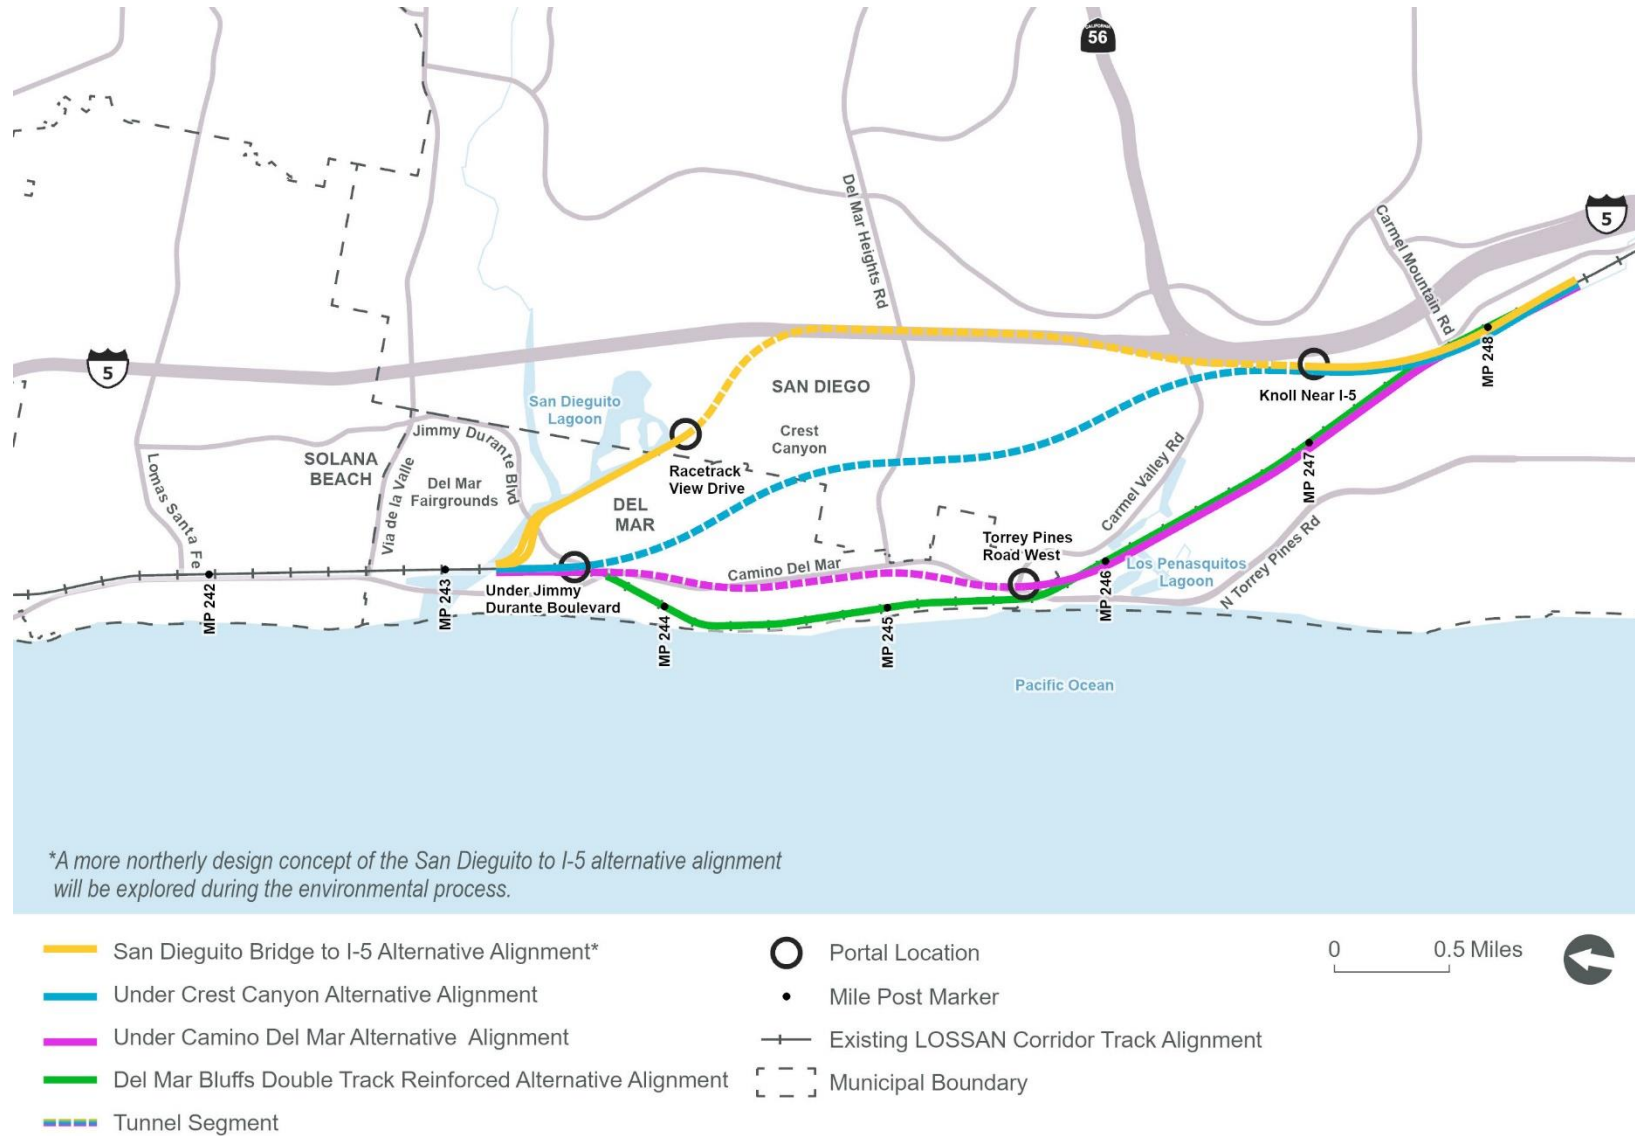 CALIFORNIA
56
5
Del Mar Heights Rd
Carmel Mountain Rd
5
SAN DIEGO
San Dieguito
Lagoon
Knoll Near I-5
MP 248
Crest
Canyon
Jimmy Durante Blvd
SOLANA
BEACH
Del Mar
Fairgrounds
Racetrack
View Drive
Lomas Santa Fe
Via de la Valle
DEL
MAR
Carmel Valley Rd
MP 247
Torrey Pines
Road West
Camino Del Mar
Los Penasquitos
Lagoon
N Torrey Pines Rd
Under Jimmy
Durante Boulevard
MP 242
MP 243
MP 244
MP 245
MP 246
Pacific Ocean
*A more northerly design concept of the San Dieguito to I-5 alternative alignment
will be explored during the environmental process.
San Dieguito Bridge to I-5 Alternative Alignment*
Under Crest Canyon Alternative Alignment
Under Camino Del Mar Alternative Alignment
Del Mar Bluffs Double Track Reinforced Alternative Alignment
Tunnel Segment
Portal Location
Mile Post Marker
Existing LOSSAN Corridor Track Alignment
Municipal Boundary
0 0.5 Miles